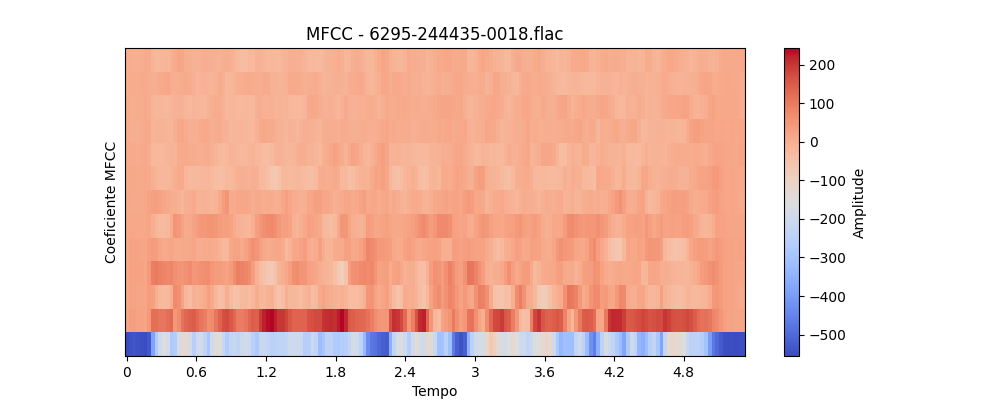 MFCC - 6295-244435-0018.flac
Coeficiente MFCC
0 0.6 1.2 1.8 2.4 3 3.6 4.2 4.8
Tempo
200
100
0
−100
−200
−300
−400
−500
Amplitude